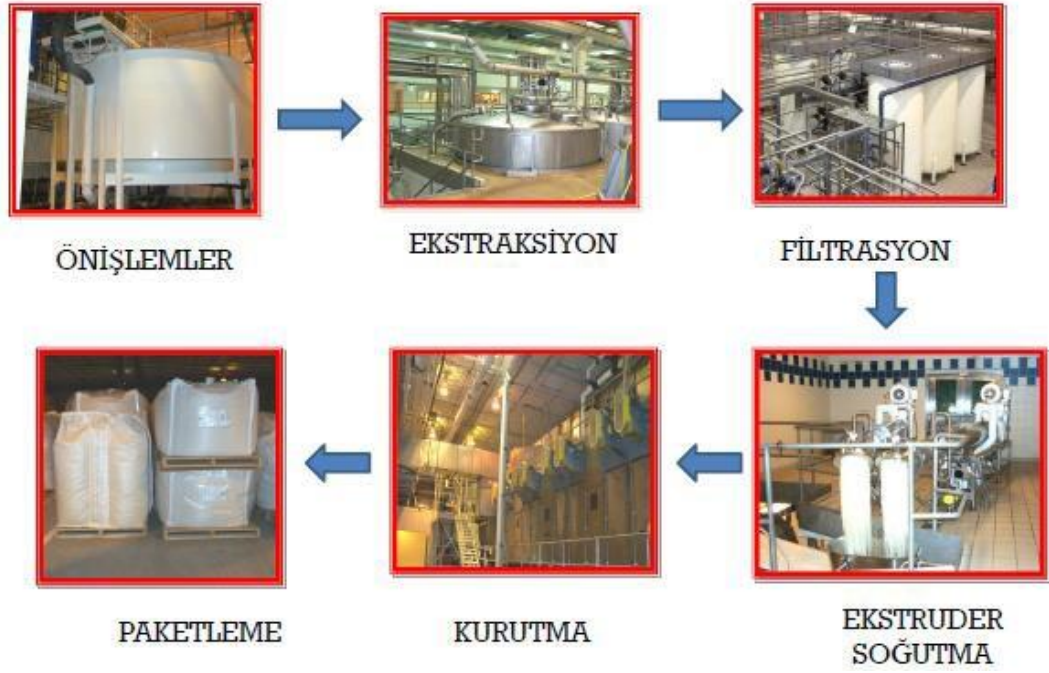 ÖNİŞLEMLER
EKSTRAKSİYON
FİLTRASYON
PAKETLEME
KURUTMA
EKSTRUDER
SOĞUTMA